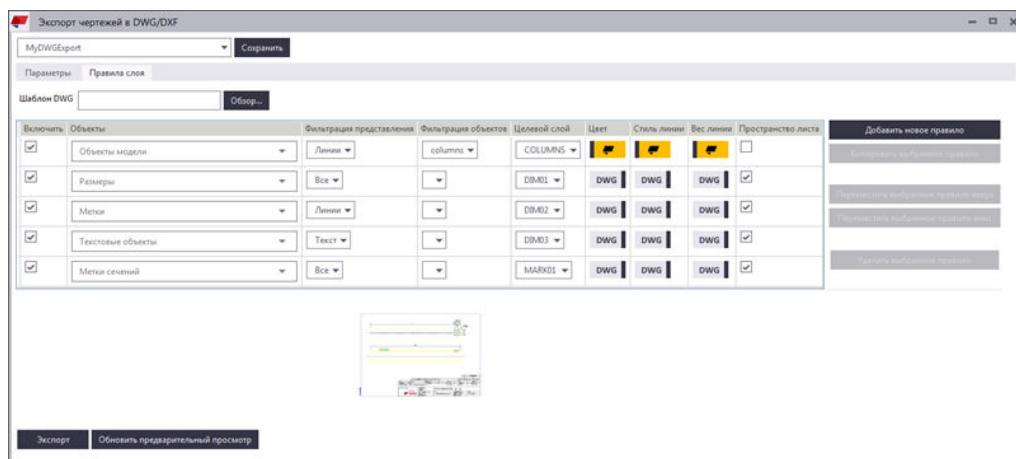 Экспорт чертежей в DWG/DXF
MyDWGExport Сохранить
Параметры Правила слоя
Шаблон DWG Обзор...
Включить Объекты Фильтрация представления Фильтрация объектов Целевой слой Цвет Стиль линии Вес линии Пространство листа
Объекты модели Линии columns COLUMNS
Размеры Все DIM01 DWG DWG DWG
Метки Линии DIM02 DWG DWG DWG
Текстовые объекты Текст DIM03 DWG DWG DWG
Метки сечений Все MARK01 DWG DWG DWG
Добавить новое правило
Копировать выбранное правило
Переместить выбранное правило вверх
Переместить выбранное правило вниз
Удалить выбранное правило
Экспорт Обновить предварительный просмотр